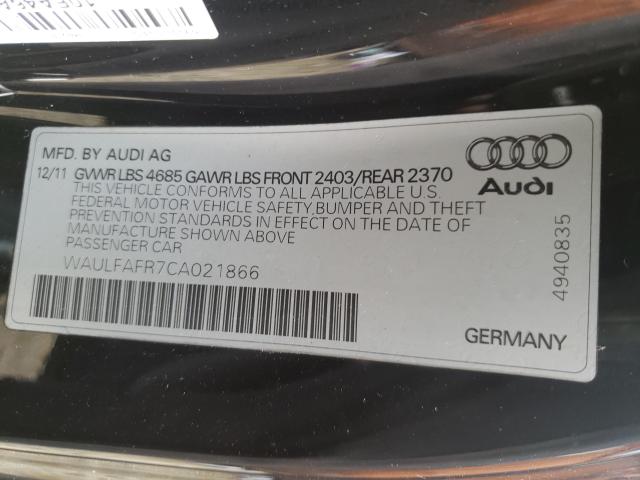 MFD. BY AUDI AG
12/11 GVWR LBS 4685 GAWR LBS FRONT 2403/REAR 2370
THIS VEHICLE CONFORMS TO ALL APPLICABLE U.S.
FEDERAL MOTOR VEHICLE SAFETY,BUMPER AND THEFT
PREVENTION STANDARDS IN EFFECT ON THE DATE OF
MANUFACTURE SHOWN ABOVE
PASSENGER CAR
WAULFAFR7CA021866
Audi
4940835
GERMANY